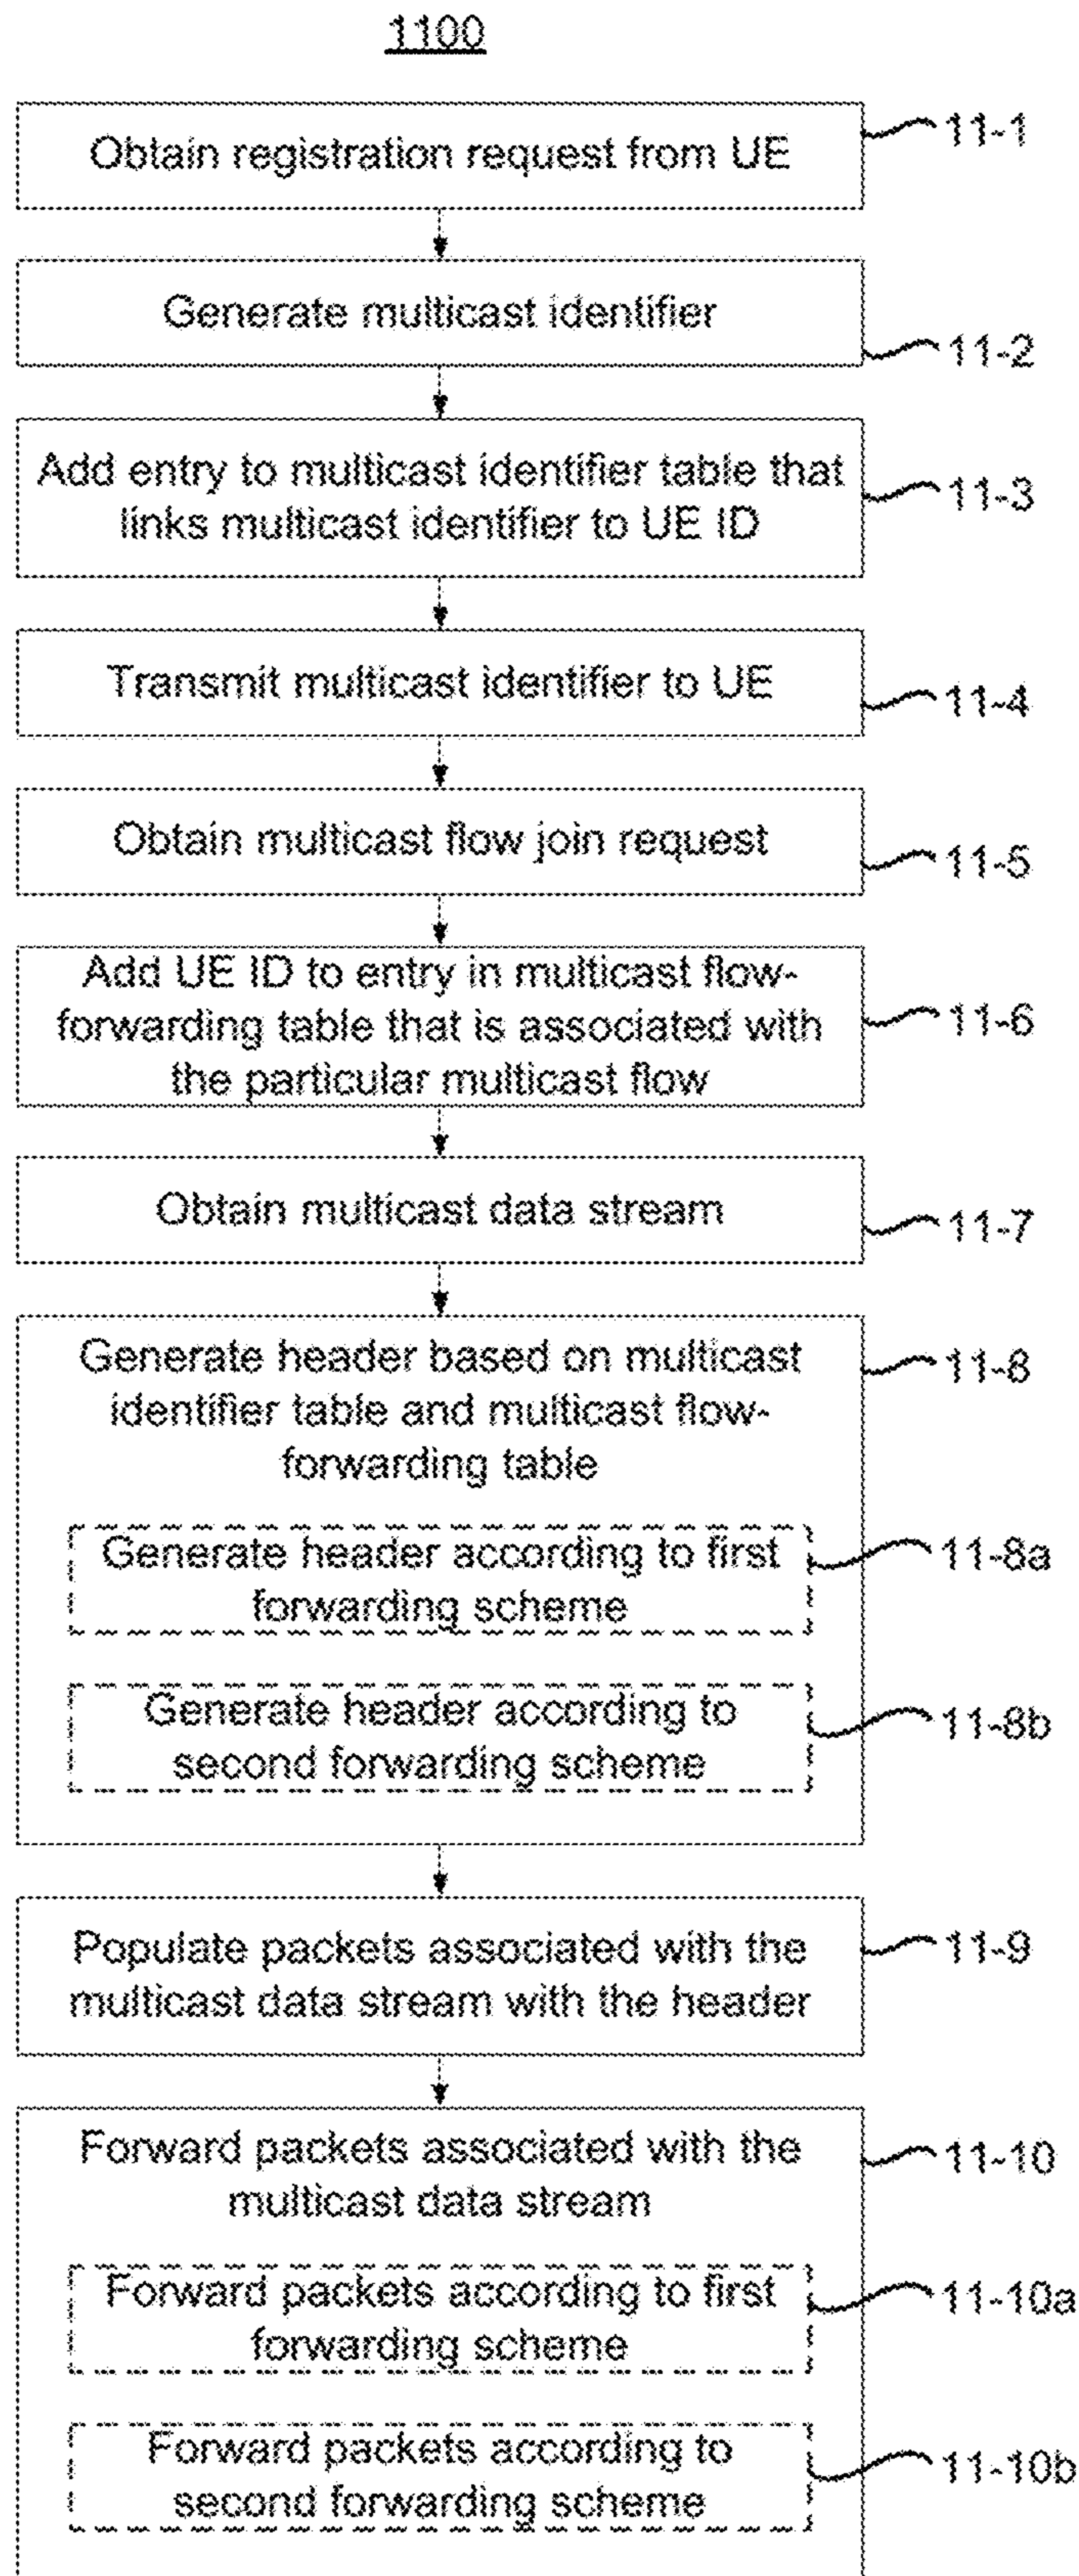 1100
Obtain registration request from UE
11-1
Generate multicast identifier
11-2
Add entry to multicast identifier table that
links multicast identifier to UE ID
11-3
Transmit multicast identifier to UE
11-4
Obtain multicast flow join request
11-5
Add UE ID to entry in multicast flow-
forwarding table that is associated with
the particular multicast flow
11-6
Obtain multicast data stream
11-7
Generate header based on multicast
identifier table and multicast flow-
forwarding table
11-8
Generate header according to first
forwarding scheme
11-8a
Generate header according to
second forwarding scheme
11-8b
Populate packets associated with the
multicast data stream with the header
11-9
Forward packets associated with the
multicast data stream
11-10
Forward packets according to first
forwarding scheme
11-10a
Forward packets according to
second forwarding scheme
11-10b